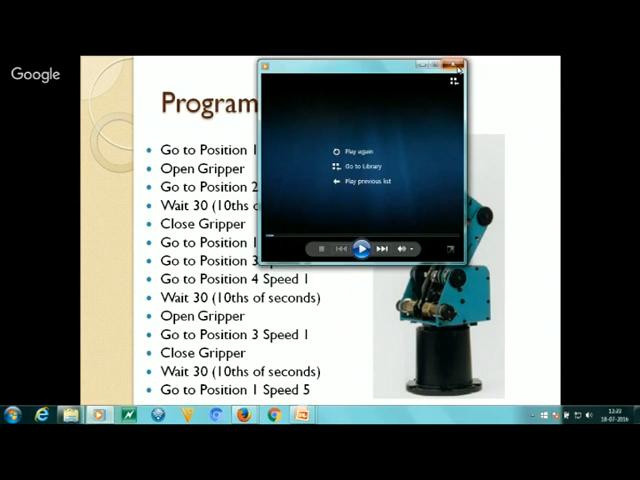 Google
Program
Go to Position 1
Open Gripper
Go to Position 2
Wait 30 (10ths
Close Gripper
Go to Position 1
Go to Position 3
Go to Position 4 Speed 1
Wait 30 (10ths of seconds)
Open Gripper
Go to Position 3 Speed 1
Close Gripper
Wait 30 (10ths of seconds)
Go to Position 1 Speed 5
Play again
Go to Library
Play previous list
18-07-2016